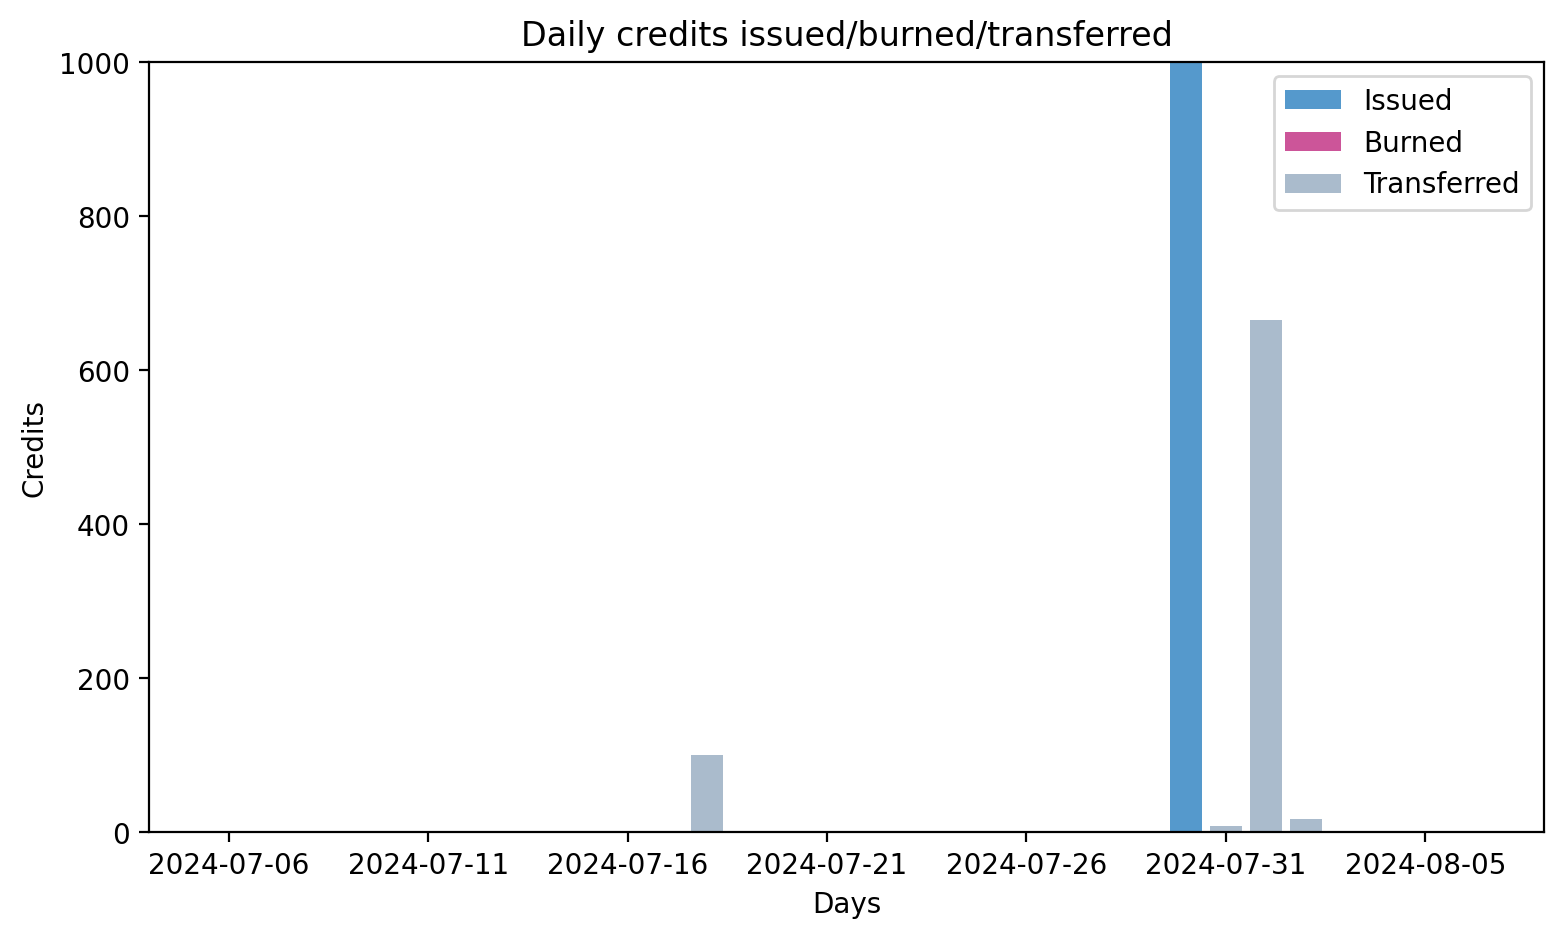 Daily credits issued/burned/transferred
1000
800
600
400
200
0
Credits
Issued
Burned
Transferred
2024-07-06 2024-07-11 2024-07-16 2024-07-21 2024-07-26 2024-07-31 2024-08-05
Days